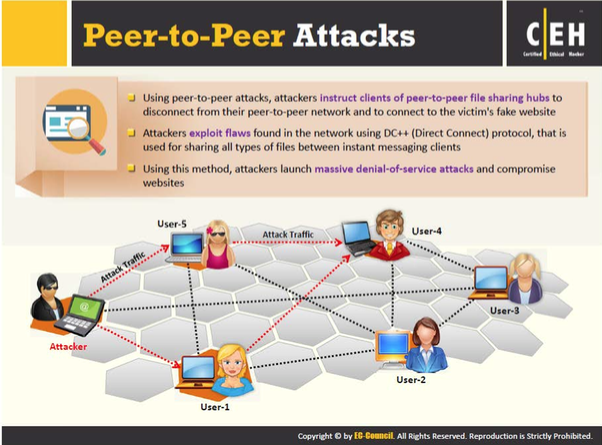 Peer-to-Peer Attacks
C|EH
Certified Ethical Hacker
Using peer-to-peer attacks, attackers instruct clients of peer-to-peer file sharing hubs to
disconnect from their peer-to-peer network and to connect to the victim's fake website
Attackers exploit flaws found in the network using DC++ (Direct Connect) protocol, that is
used for sharing all types of files between instant messaging clients
Using this method, attackers launch massive denial-of-service attacks and compromise
websites
User-5
Attack Traffic
User-4
Attack Traffic
User-3
Attacker
User-2
User-1
Copyright © by EC-Council. All Rights Reserved. Reproduction is Strictly Prohibited.